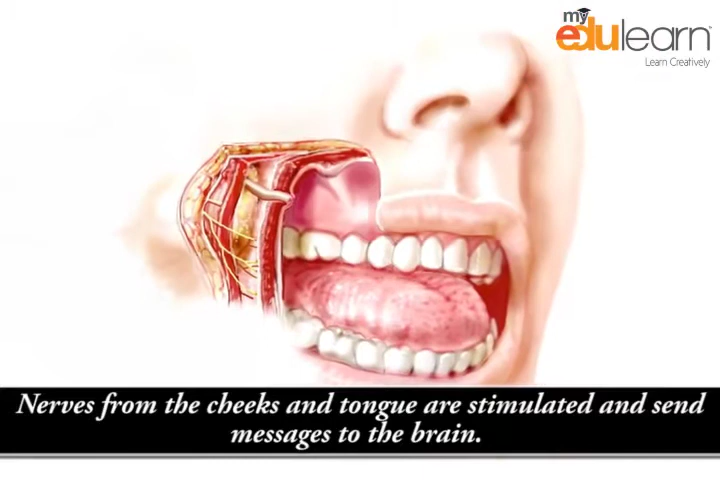 my
edulearn
Learn Creatively
Nerves from the cheeks and tongue are stimulated and send
messages to the brain.